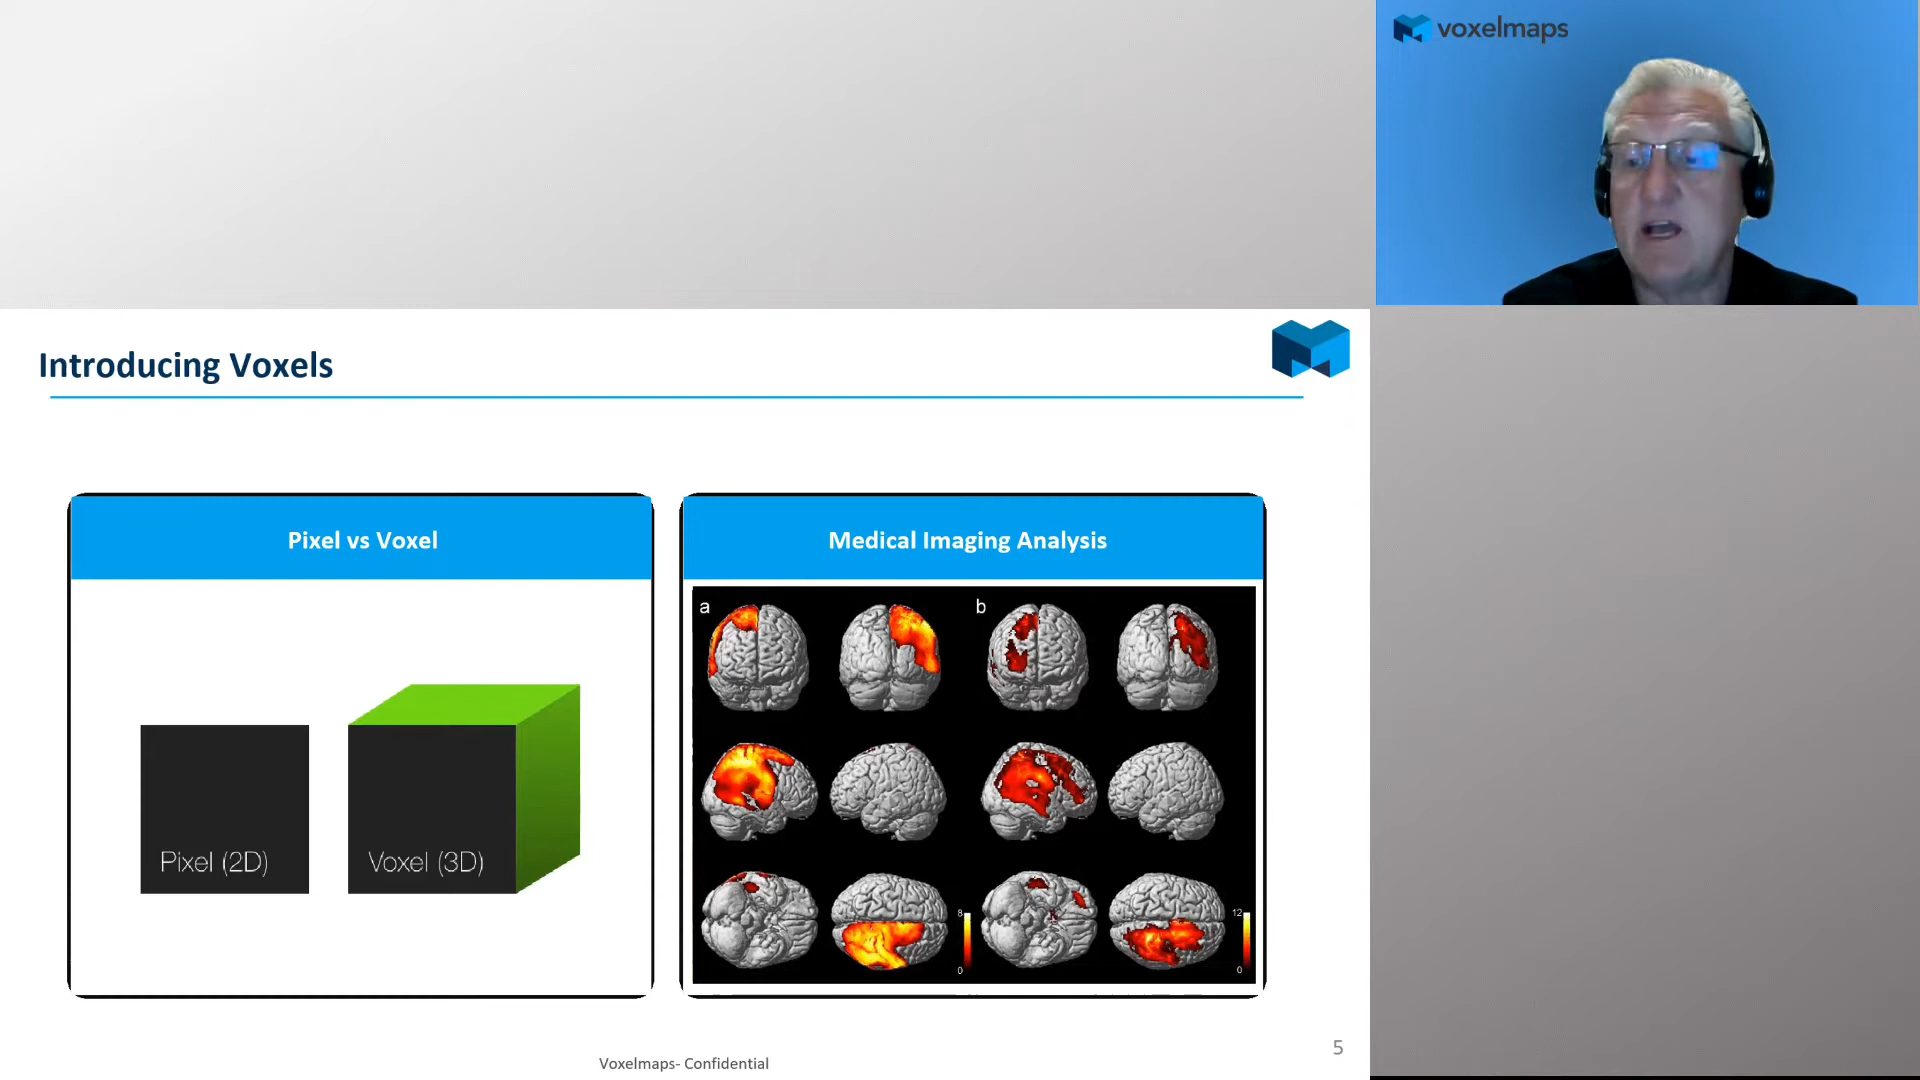 voxelmaps
Introducing Voxels
Pixel vs Voxel
Medical Imaging Analysis
a
b
Pixel (2D)
Voxel (3D)
8
0
12
0
Voxelmaps- Confidential
5